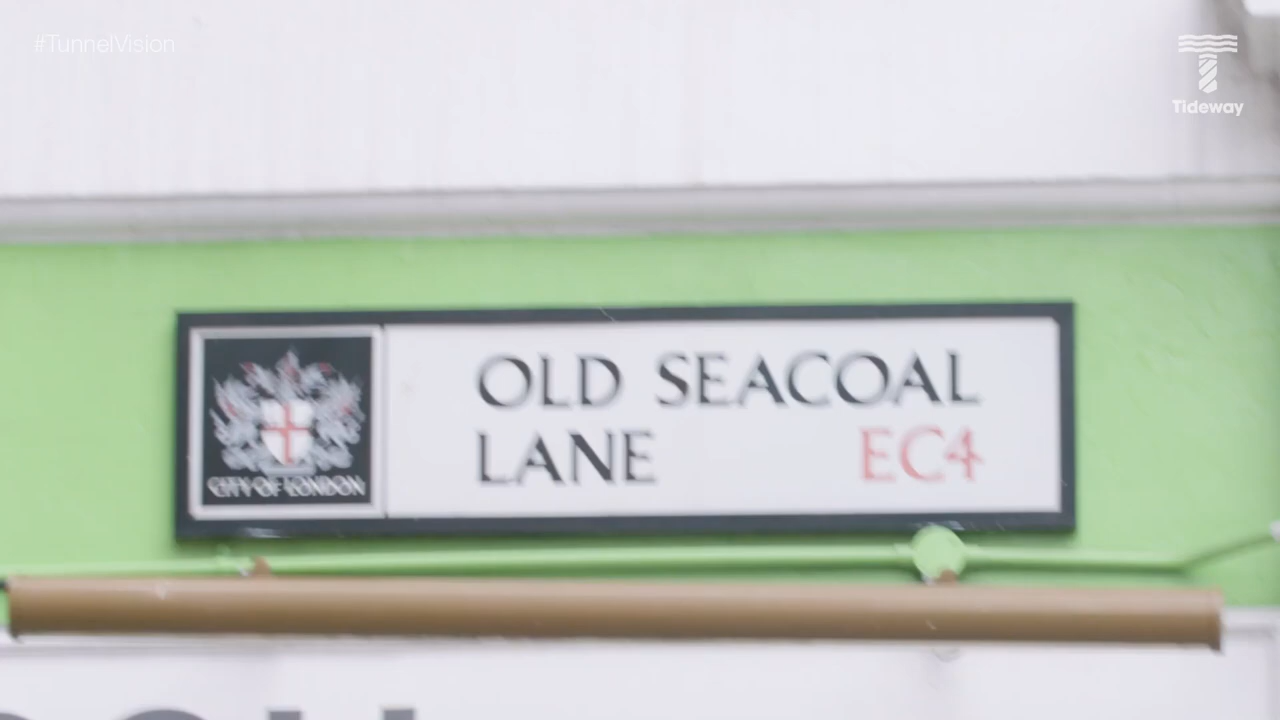 #TunnelVision
Tideway
OLD SEACOAL
LANE EC4
CITY OF LONDON